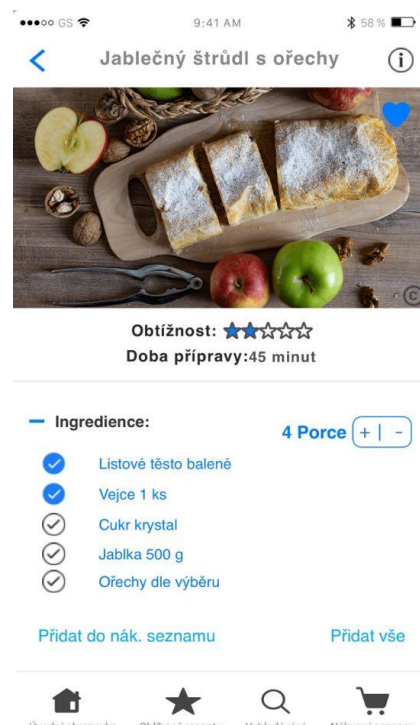 GS 9:41 AM 58 %
Jablečný štrůdl s ořechy
Obtížnost:
Doba přípravy:45 minut
Ingredience:
4 Porce + | -
Listové těsto balené
Vejce 1 ks
Cukr krystal
Jablka 500 g
Ořechy dle výběru
Přidat do nák. seznamu Přidat vše